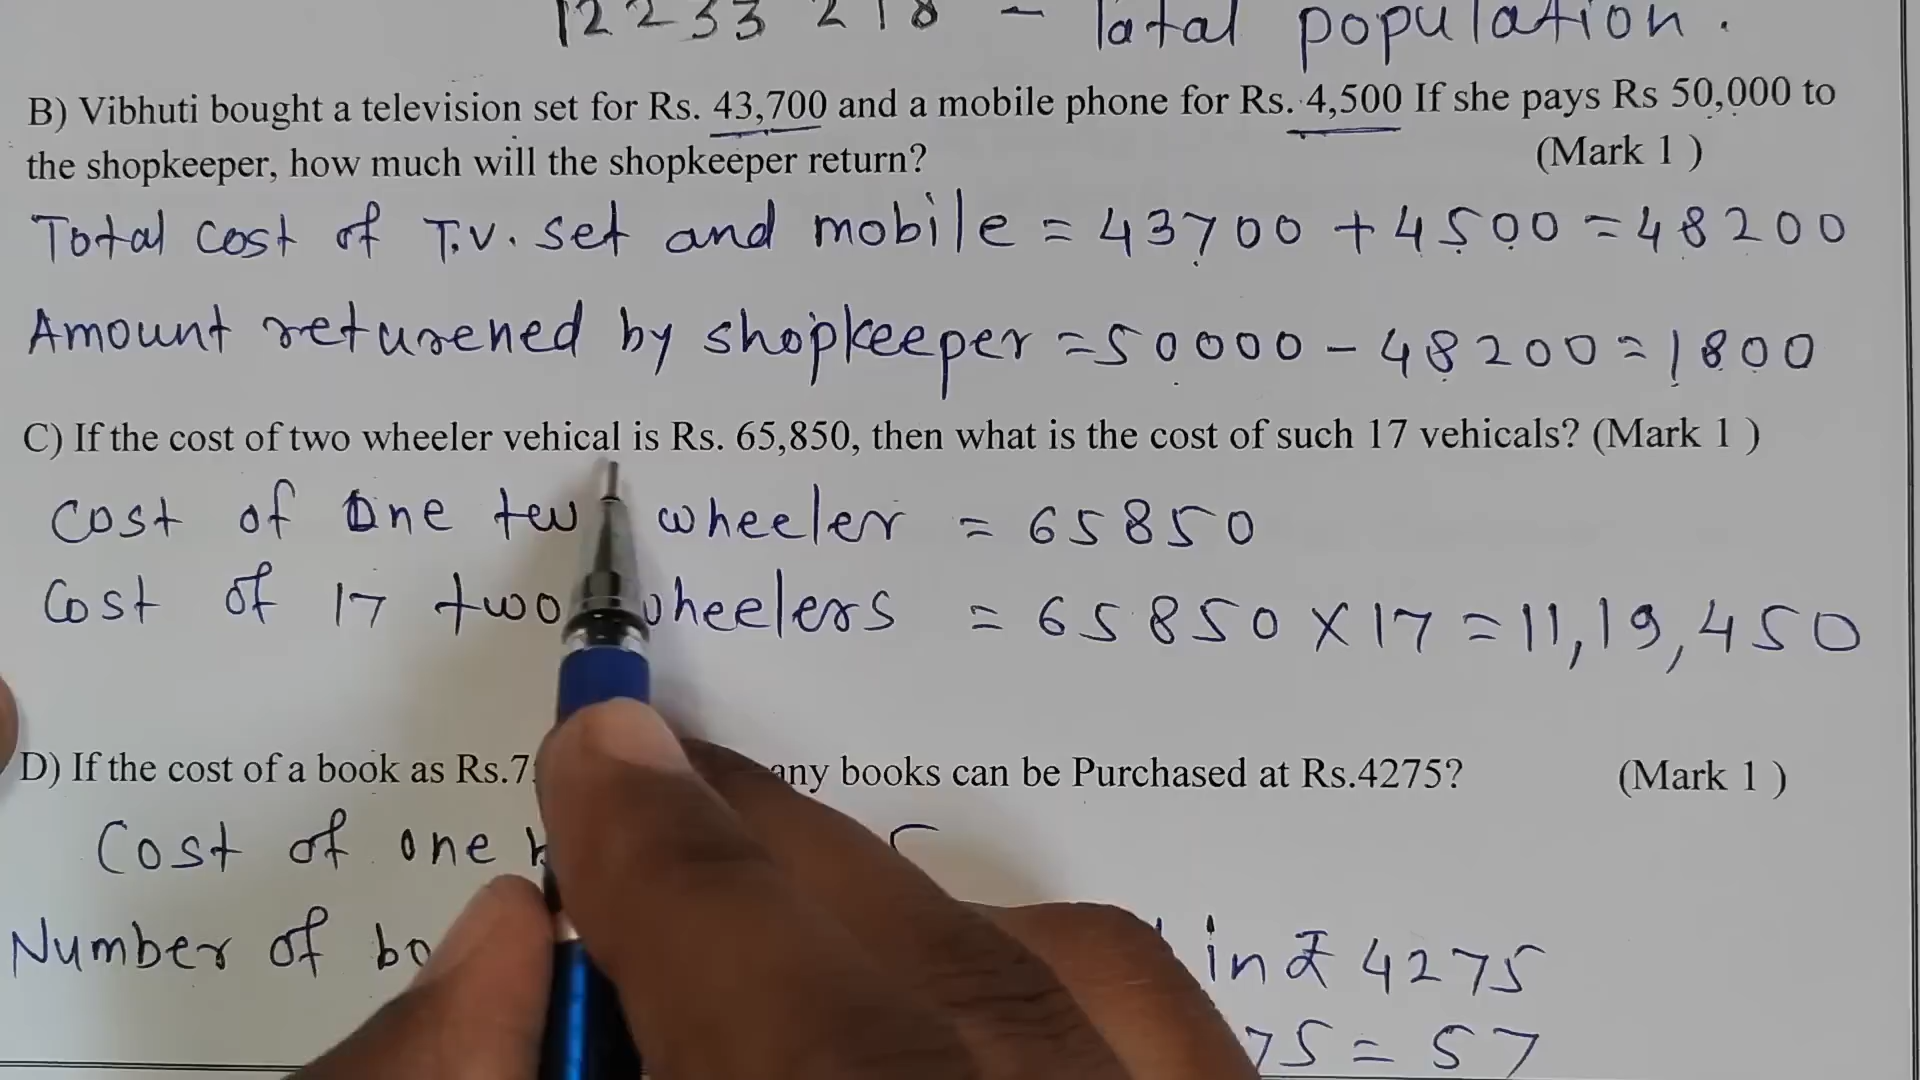 12233 218 - Total population.
B) Vibhuti bought a television set for Rs. 43,700 and a mobile phone for Rs. 4,500 If she pays Rs 50,000 to
the shopkeeper, how much will the shopkeeper return? (Mark 1 )
Total cost of T.V. set and mobile = 43700 + 4500 = 48200
Amount returened by shopkeeper = 50000 - 48200 = 1800
C) If the cost of two wheeler vehical is Rs. 65,850, then what is the cost of such 17 vehicals? (Mark 1 )
Cost of One wheeler = 65850
Cost of 17 two wheelers = 65850 X 17 = 11,19,450
D) If the cost of a book as Rs.7 any books can be Purchased at Rs.4275? (Mark 1 )
Cost of one
Number of in ₹ 4275
75 = 57